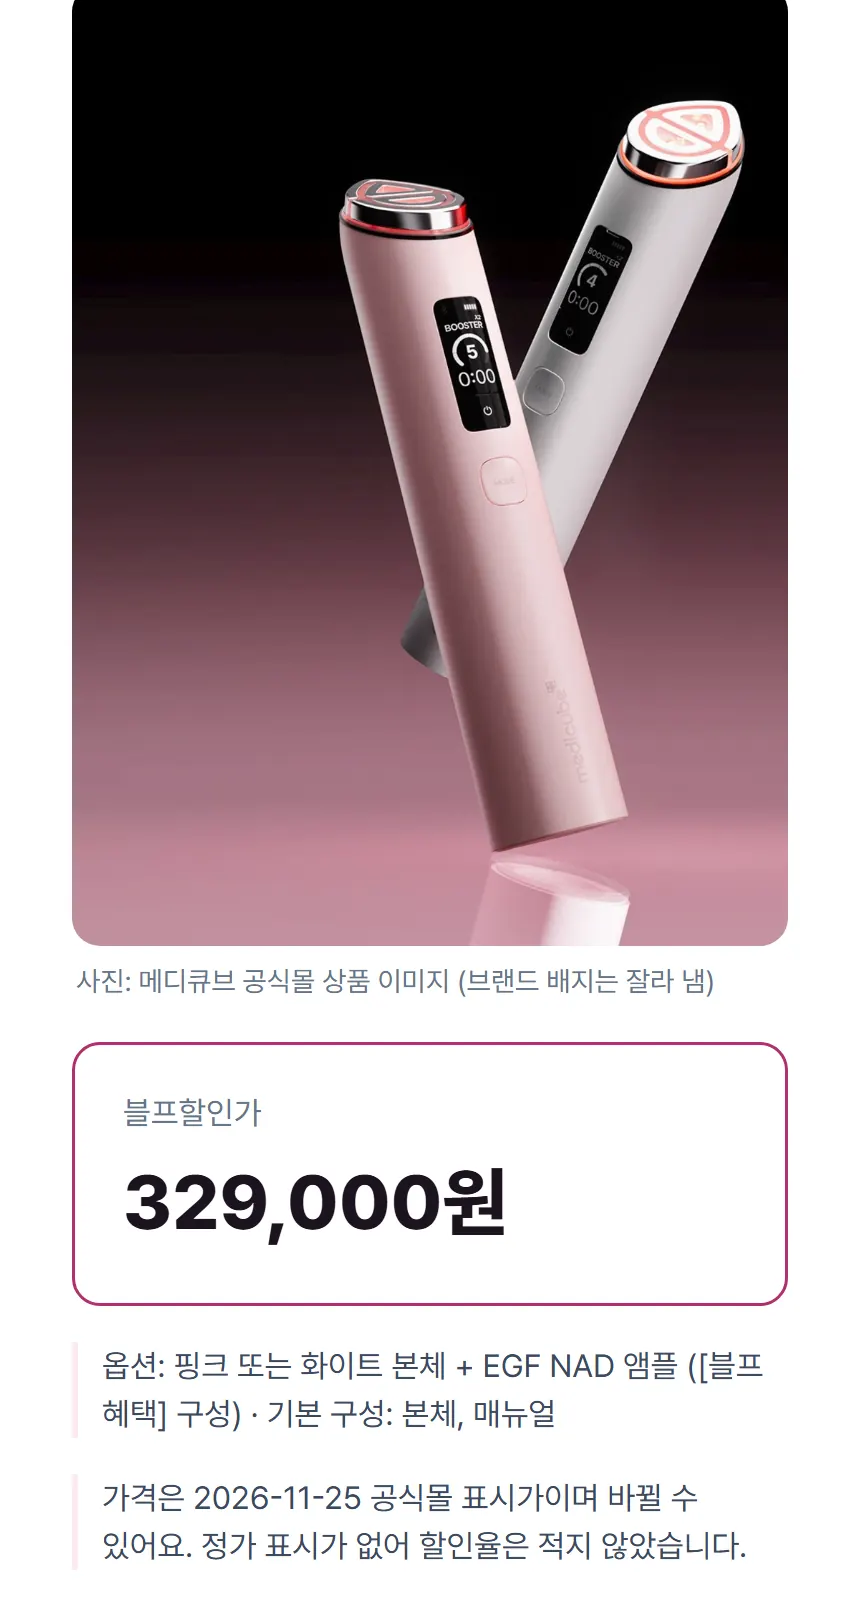 BOOSTER
4
0:00
X2
BOOSTER
5
0:00
medicube
사진: 메디큐브 공식몰 상품 이미지 (브랜드 배지는 잘라 냄)
블프할인가
329,000원
옵션: 핑크 또는 화이트 본체 + EGF NAD 앰플 ([블프
혜택] 구성) · 기본 구성: 본체, 매뉴얼
가격은 2026-11-25 공식몰 표시가이며 바뀔 수
있어요. 정가 표시가 없어 할인율은 적지 않았습니다.